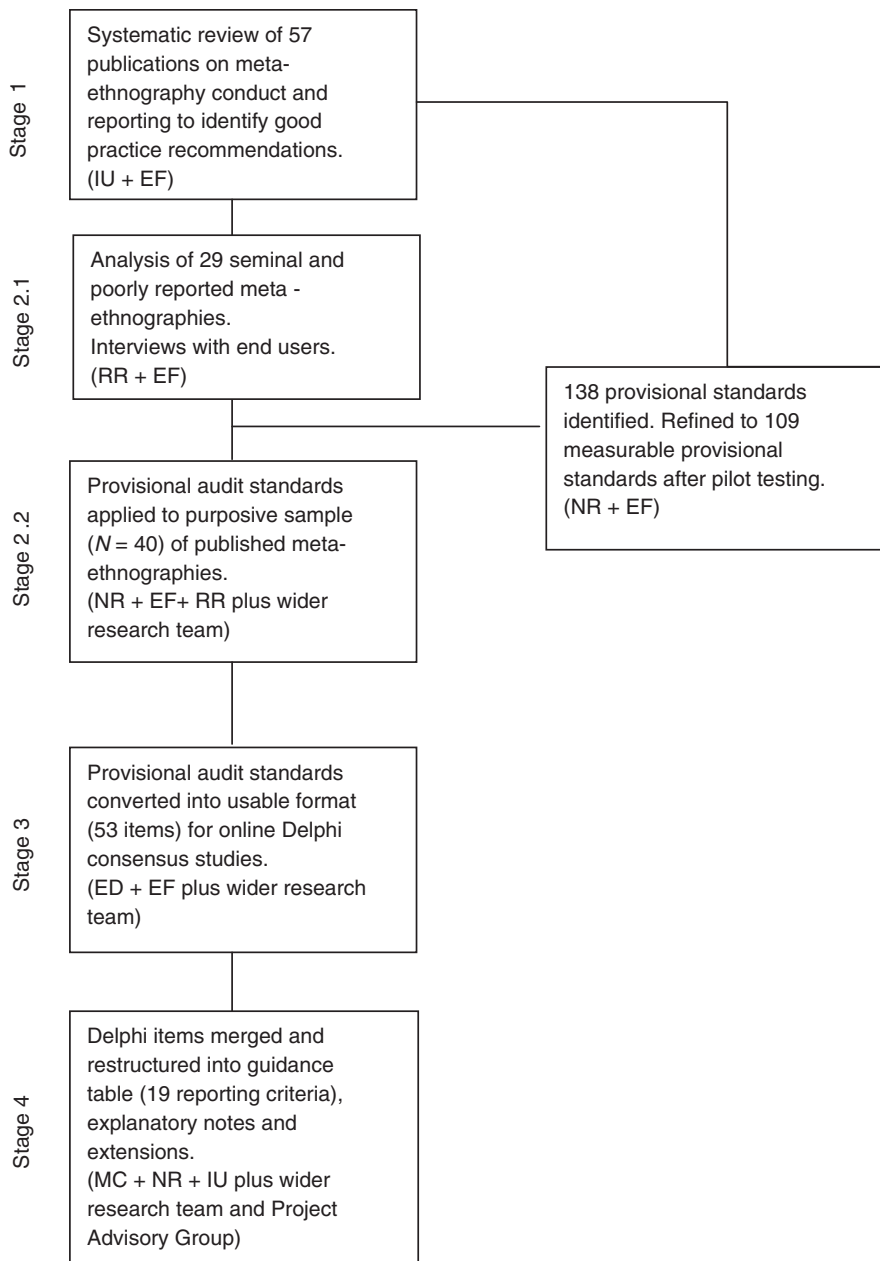 Stage 1
Systematic review of 57
publications on meta-
ethnography conduct and
reporting to identify good
practice recommendations.
(IU + EF)
Stage 2.1
Analysis of 29 seminal and
poorly reported meta -
ethnographies.
Interviews with end users.
(RR + EF)
138 provisional standards
identified. Refined to 109
measurable provisional
standards after pilot testing.
(NR + EF)
Stage 2.2
Provisional audit standards
applied to purposive sample
(N = 40) of published meta-
ethnographies.
(NR + EF+ RR plus wider
research team)
Stage 3
Provisional audit standards
converted into usable format
(53 items) for online Delphi
consensus studies.
(ED + EF plus wider research
team)
Stage 4
Delphi items merged and
restructured into guidance
table (19 reporting criteria),
explanatory notes and
extensions.
(MC + NR + IU plus wider
research team and Project
Advisory Group)